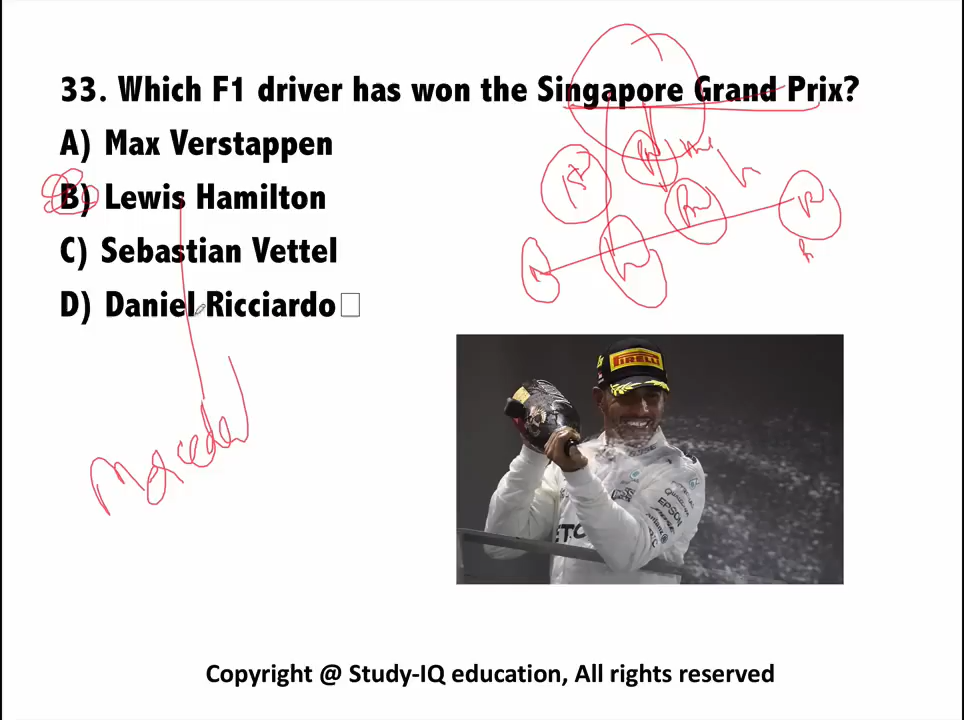 33. Which F1 driver has won the Singapore Grand Prix?
A) Max Verstappen
B) Lewis Hamilton
C) Sebastian Vettel
D) Daniel Ricciardo
Mercedes
PIRELLI
EPSON
Copyright @ Study-IQ education, All rights reserved